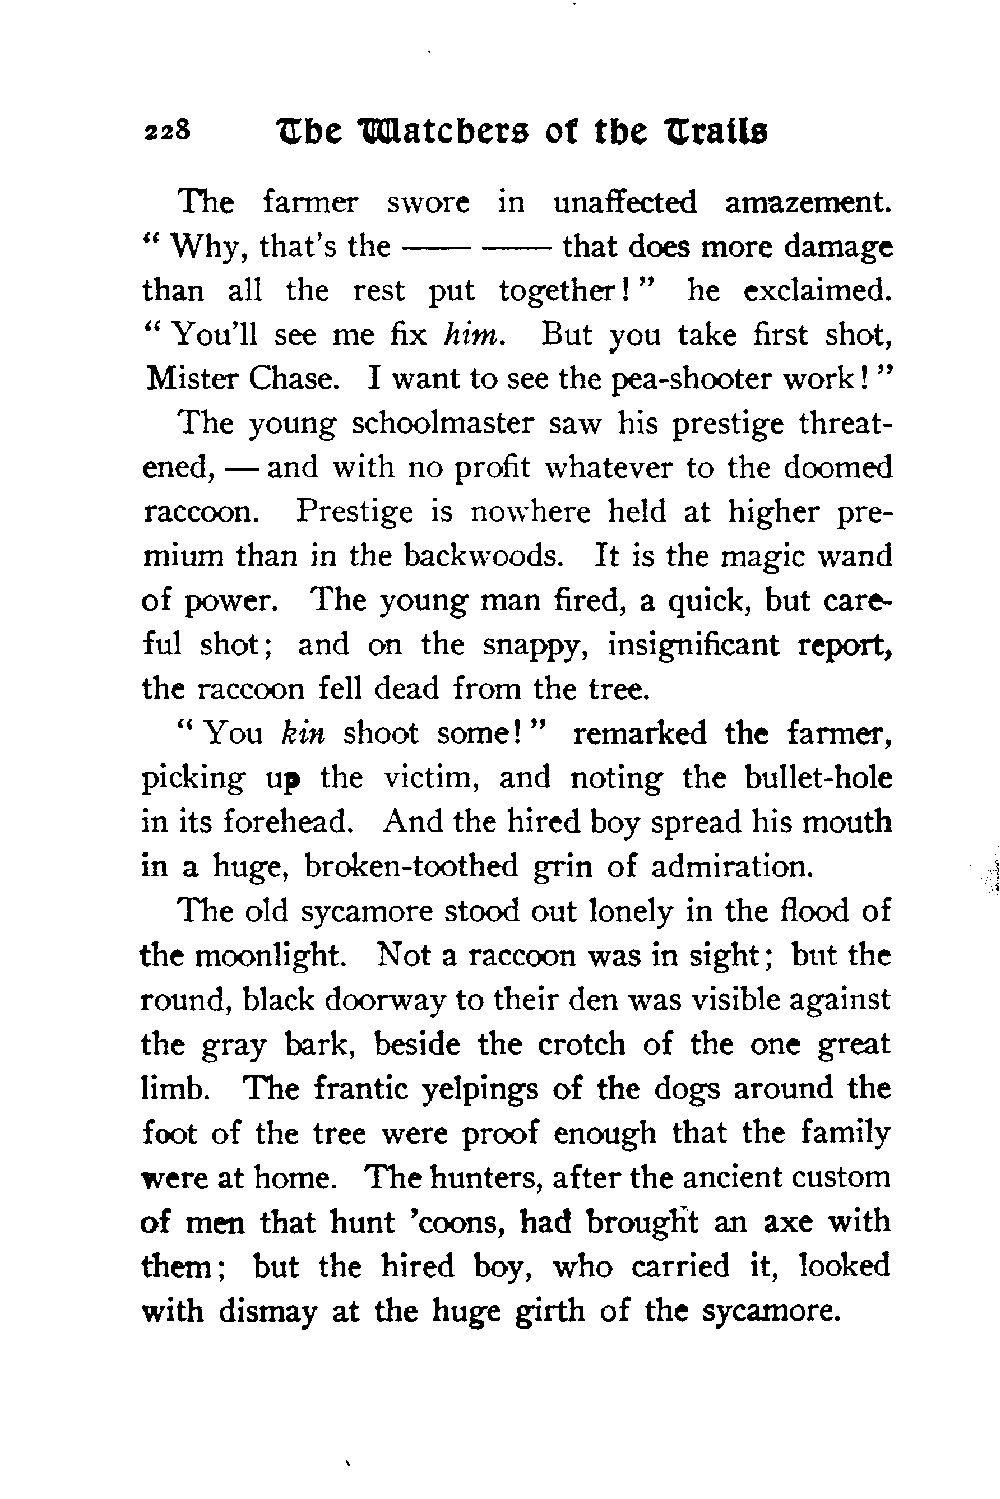 228 The Watchers of the Trails
The farmer swore in unaffected amazement.
“ Why, that’s the —— —— that does more damage
than all the rest put together! ” he exclaimed.
“ You’ll see me fix him. But you take first shot,
Mister Chase. I want to see the pea-shooter work! ”
The young schoolmaster saw his prestige threat-
ened, — and with no profit whatever to the doomed
raccoon. Prestige is nowhere held at higher pre-
mium than in the backwoods. It is the magic wand
of power. The young man fired, a quick, but care-
ful shot; and on the snappy, insignificant report,
the raccoon fell dead from the tree.
“ You kin shoot some! ” remarked the farmer,
picking up the victim, and noting the bullet-hole
in its forehead. And the hired boy spread his mouth
in a huge, broken-toothed grin of admiration.
The old sycamore stood out lonely in the flood of
the moonlight. Not a raccoon was in sight; but the
round, black doorway to their den was visible against
the gray bark, beside the crotch of the one great
limb. The frantic yelpings of the dogs around the
foot of the tree were proof enough that the family
were at home. The hunters, after the ancient custom
of men that hunt ’coons, had brought an axe with
them; but the hired boy, who carried it, looked
with dismay at the huge girth of the sycamore.